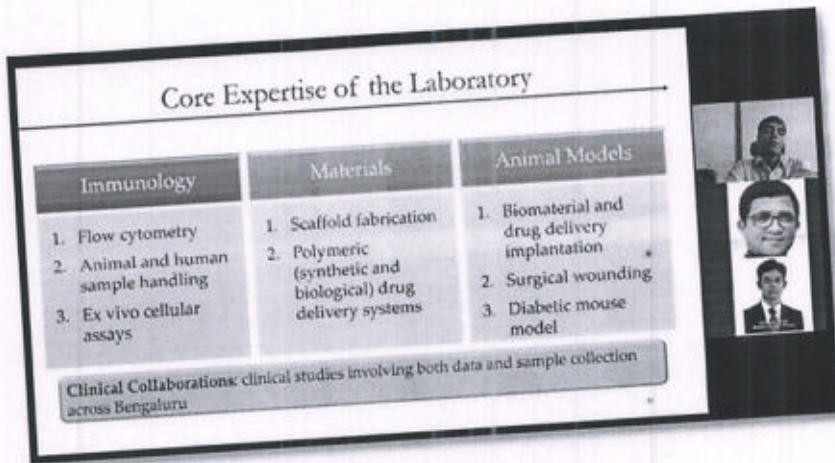 Core Expertise of the Laboratory
Immunology
1. Flow cytometry
2. Animal and human
sample handling
3. Ex vivo cellular
assays
Materials
1. Scaffold fabrication
2. Polymeric
(synthetic and
biological) drug
delivery systems
Animal Models
1. Biomaterial and
drug delivery
implantation
2. Surgical wounding
3. Diabetic mouse
model
Clinical Collaborations: clinical studies involving both data and sample collection
across Bengaluru